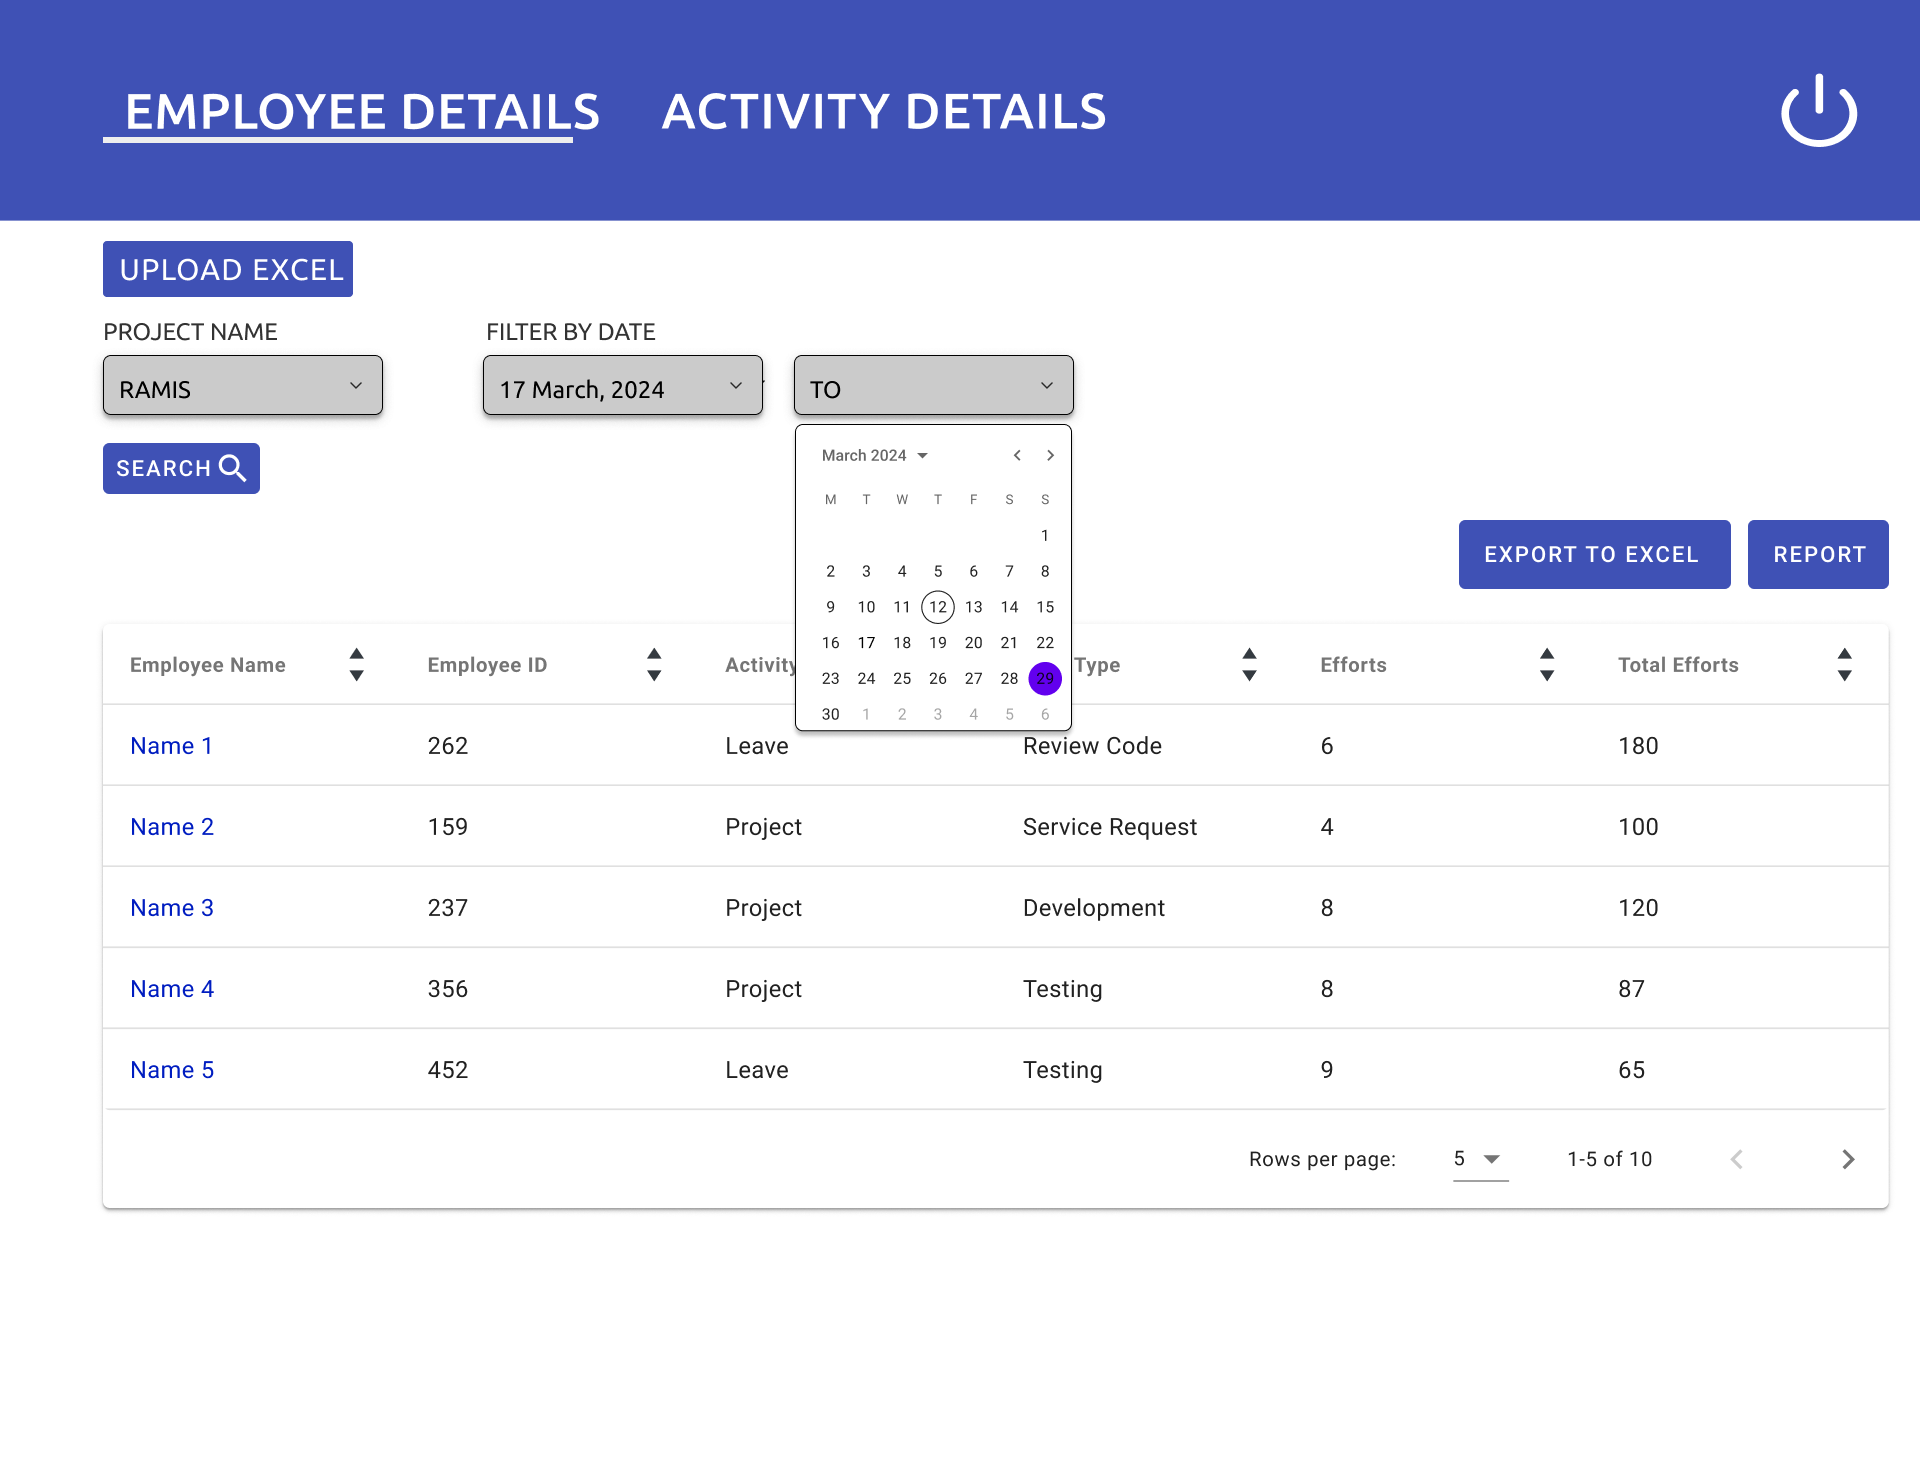 EMPLOYEE DETAILS ACTIVITY DETAILS
UPLOAD EXCEL
PROJECT NAME FILTER BY DATE
RAMIS 17 March, 2024 TO
SEARCH
March 2024
M T W T F S S
1
2 3 4 5 6 7 8
9 10 11 12 13 14 15
16 17 18 19 20 21 22
23 24 25 26 27 28 29
30 1 2 3 4 5 6
EXPORT TO EXCEL REPORT
Employee Name Employee ID Activity Type Efforts Total Efforts
Name 1 262 Leave Review Code 6 180
Name 2 159 Project Service Request 4 100
Name 3 237 Project Development 8 120
Name 4 356 Project Testing 8 87
Name 5 452 Leave Testing 9 65
Rows per page: 5 1-5 of 10